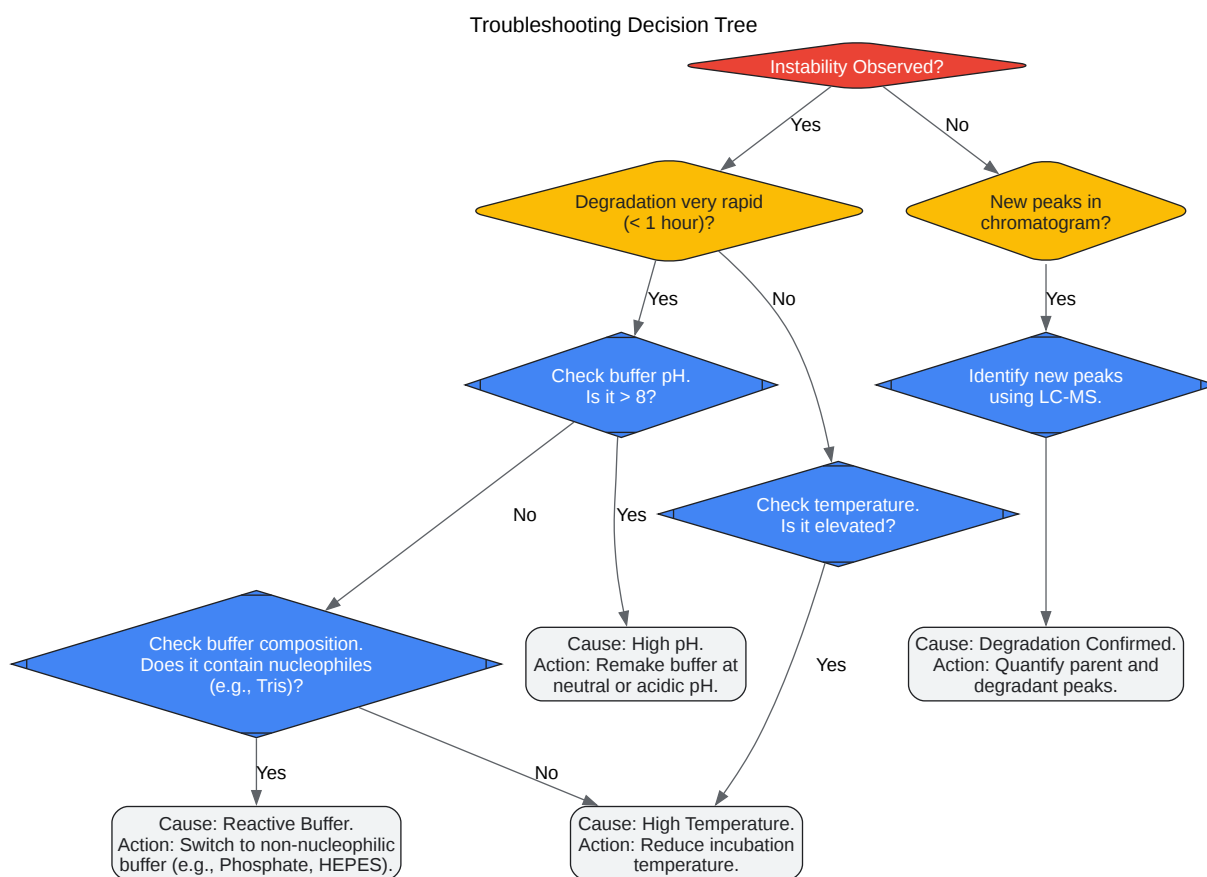 Troubleshooting Decision Tree
Instability Observed?
Yes
No
Degradation very rapid
(< 1 hour)?
New peaks in
chromatogram?
Yes
No
Yes
Check buffer pH.
Is it > 8?
Identify new peaks
using LC-MS.
Check temperature.
Is it elevated?
No
Yes
Check buffer composition.
Does it contain nucleophiles
(e.g., Tris)?
Cause: High pH.
Action: Remake buffer at
neutral or acidic pH.
Yes
Cause: Degradation Confirmed.
Action: Quantify parent and
degradant peaks.
Yes
No
Cause: Reactive Buffer.
Action: Switch to non-nucleophilic
buffer (e.g., Phosphate, HEPES).
Cause: High Temperature.
Action: Reduce incubation
temperature.